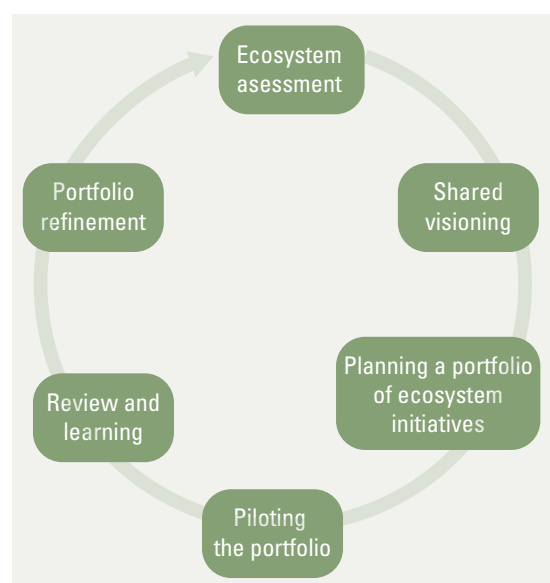 Ecosystem
asessment
Shared
visioning
Planning a portfolio
of ecosystem
initiatives
Piloting
the portfolio
Review and
learning
Portfolio
refinement